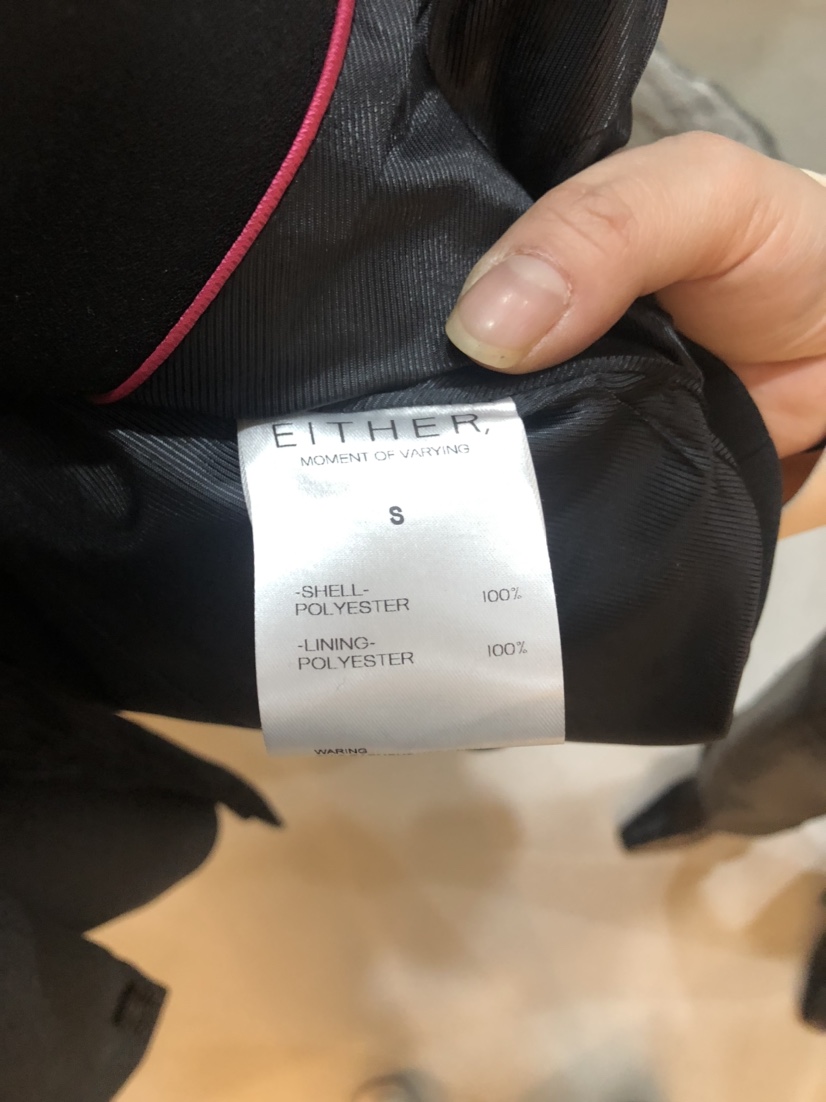 EITHER,
MOMENT OF VARYING
S
-SHELL-
POLYESTER 100%
-LINING-
POLYESTER 100%
WARING